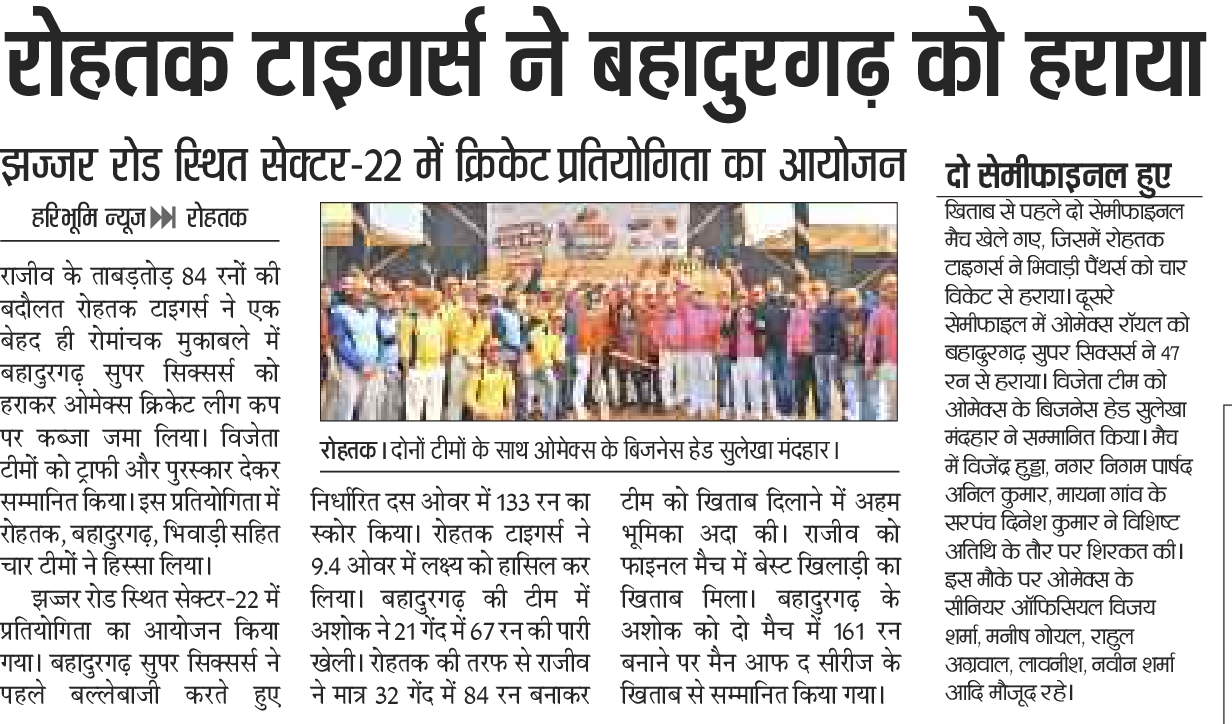 रोहतक टाइगर्स ने बहादुरगढ़ को हराया
झज्जर रोड स्थित सेक्टर-22 में क्रिकेट प्रतियोगिता का आयोजन
हरिभूमि न्यूज रोहतक
राजीव के ताबड़तोड़ 84 रनों की
बदौलत रोहतक टाइगर्स ने एक
बेहद ही रोमांचक मुकाबले में
बहादुरगढ़ सुपर सिक्सर्स को
हराकर ओमेक्स क्रिकेट लीग कप
पर कब्जा जमा लिया। विजेता
टीमों को ट्राफी और पुरस्कार देकर
सम्मानित किया। इस प्रतियोगिता में
रोहतक, बहादुरगढ़, भिवाड़ी सहित
चार टीमों ने हिस्सा लिया।
झज्जर रोड स्थित सेक्टर-22 में
प्रतियोगिता का आयोजन किया
गया। बहादुरगढ़ सुपर सिक्सर्स ने
पहले बल्लेबाजी करते हुए
रोहतक। दोनों टीमों के साथ ओमेक्स के बिजनेस हेड सुलेखा मंदहार।
निर्धारित दस ओवर में 133 रन का
स्कोर किया। रोहतक टाइगर्स ने
9.4 ओवर में लक्ष्य को हासिल कर
लिया। बहादुरगढ़ की टीम में
अशोक ने 21 गेंद में 67 रन की पारी
खेली। रोहतक की तरफ से राजीव
ने मात्र 32 गेंद में 84 रन बनाकर
टीम को खिताब दिलाने में अहम
भूमिका अदा की। राजीव को
फाइनल मैच में बेस्ट खिलाड़ी का
खिताब मिला। बहादुरगढ़ के
अशोक को दो मैच में 161 रन
बनाने पर मैन आफ द सीरीज के
खिताब से सम्मानित किया गया।
दो सेमीफाइनल हुए
खिताब से पहले दो सेमीफाइनल
मैच खेले गए, जिसमें रोहतक
टाइगर्स ने भिवाड़ी पैंथर्स को चार
विकेट से हराया। दूसरे
सेमीफाइल में ओमेक्स रॉयल को
बहादुरगढ़ सुपर सिक्सर्स ने 47
रन से हराया। विजेता टीम को
ओमेक्स के बिजनेस हेड सुलेखा
मंदहार ने सम्मानित किया। मैच
में विजेंद्र हुड्डा, नगर निगम पार्षद
अनिल कुमार, मायना गांव के
सरपंच दिनेश कुमार ने विशिष्ट
अतिथि के तौर पर शिरकत की।
इस मौके पर ओमेक्स के
सीनियर ऑफिसियल विजय
शर्मा, मनीष गोयल, राहुल
अग्रवाल, लावनीश, नवीन शर्मा
आदि मौजूद रहे।